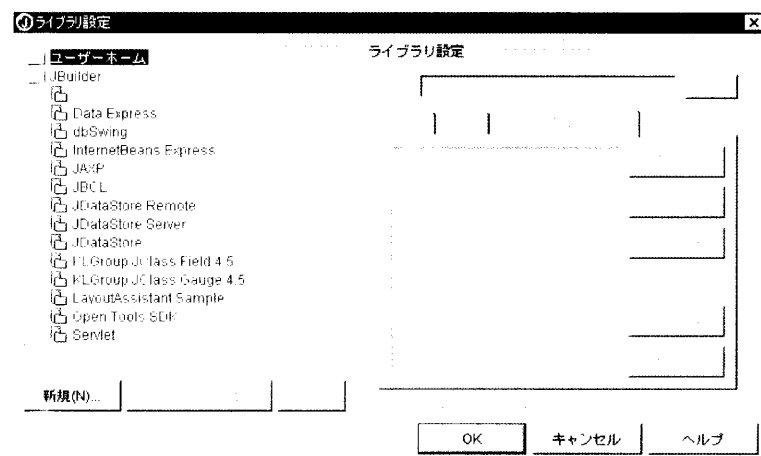 ライブラリ設定
ユーザーホーム
JBuilder
Data Express
dbSwing
InternetBeans Express
JAXP
JBCL
JDataStore Remote
JDataStore Server
JDataStore
KLGroup JClass Field 4.5
KLGroup JClass Gauge 4.5
LayoutAssistant Sample
Open Tools SDK
Servlet
新規(N)...
ライブラリ設定
OK
キャンセル
ヘルプ